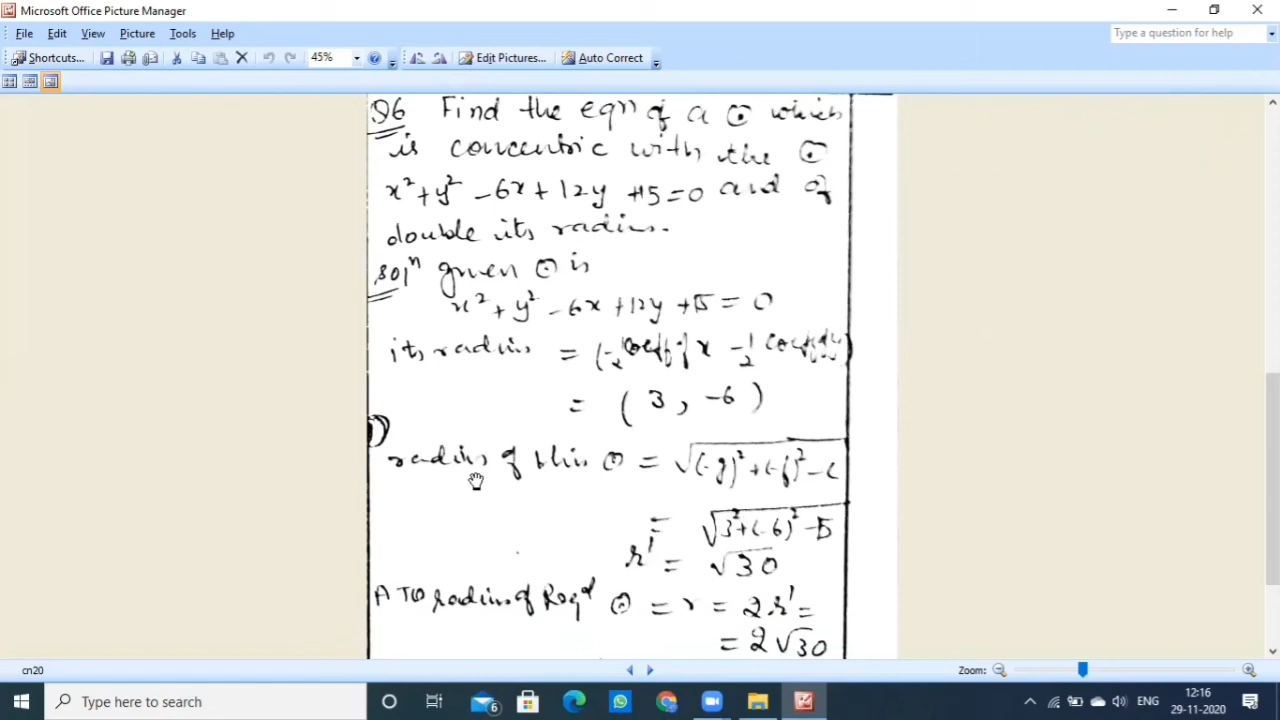 Microsoft Office Picture Manager
File Edit View Picture Tools Help
Type a question for help
Shortcuts... 45% Edit Pictures... Auto Correct
Q6 Find the eqn of a ⊙ which
is concentric with the ⊙
x² + y² - 6x + 12y + 15 = 0 and of
double its radius.
Solⁿ given ⊙ is
x² + y² - 6x + 12y + 15 = 0
its radius = (-½ coeff of x -½ coeff of y)
= (3, -6)
radius of this ⊙ = √(-g)² + (-f)² - c
= √3² + (-6)² - 15
r' = √30
ATQ radius of Reqd ⊙ = r = 2r' =
= 2√30
cn20
Zoom:
Type here to search
6
ENG
12:16
29-11-2020